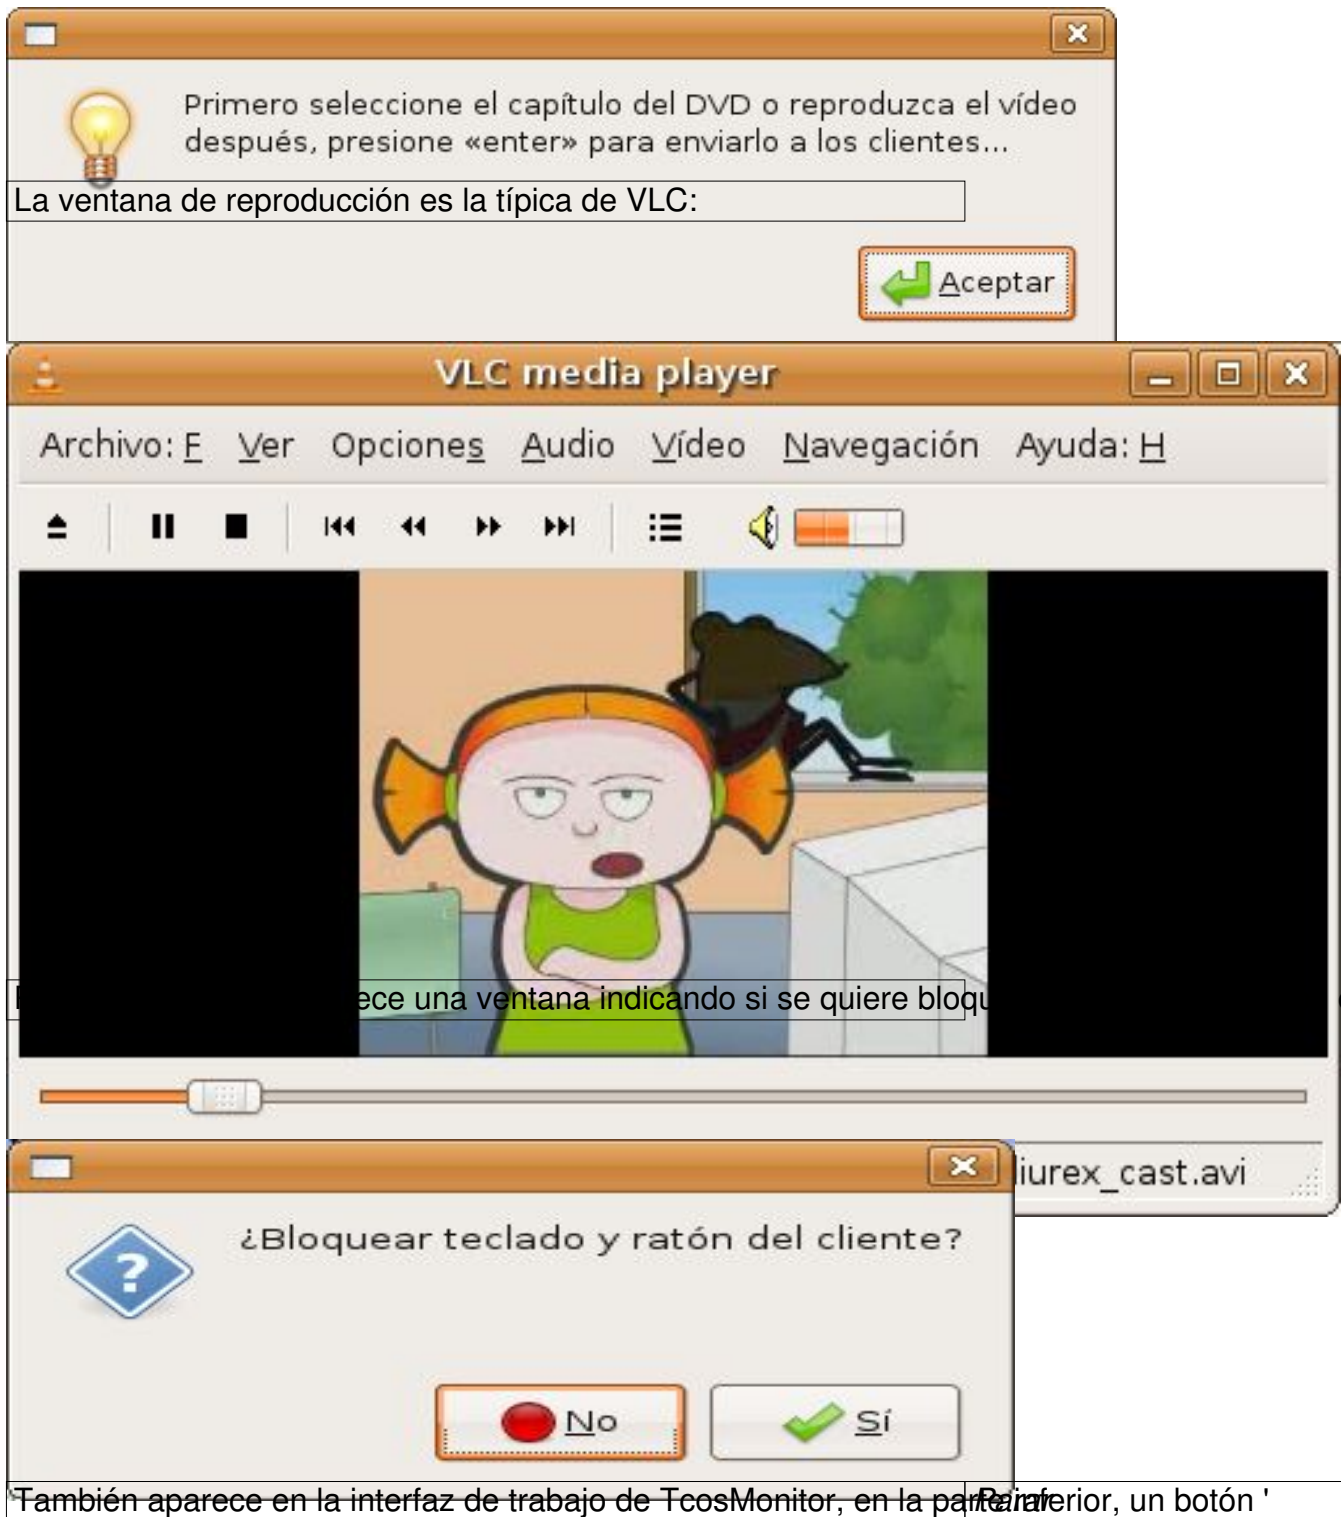 Primero seleccione el capítulo del DVD o reproduzca el vídeo
después, presione «enter» para enviarlo a los clientes...
La ventana de reproducción es la típica de VLC:
Aceptar
VLC media player
Archivo: F Ver Opciones Audio Vídeo Navegación Ayuda: H
una ventana indicando si se quiere
liurex_cast.avi
¿Bloquear teclado y ratón del cliente?
No Sí
También aparece en la interfaz de trabajo de TcosMonitor, en la parte inferior, un botón '
Parar